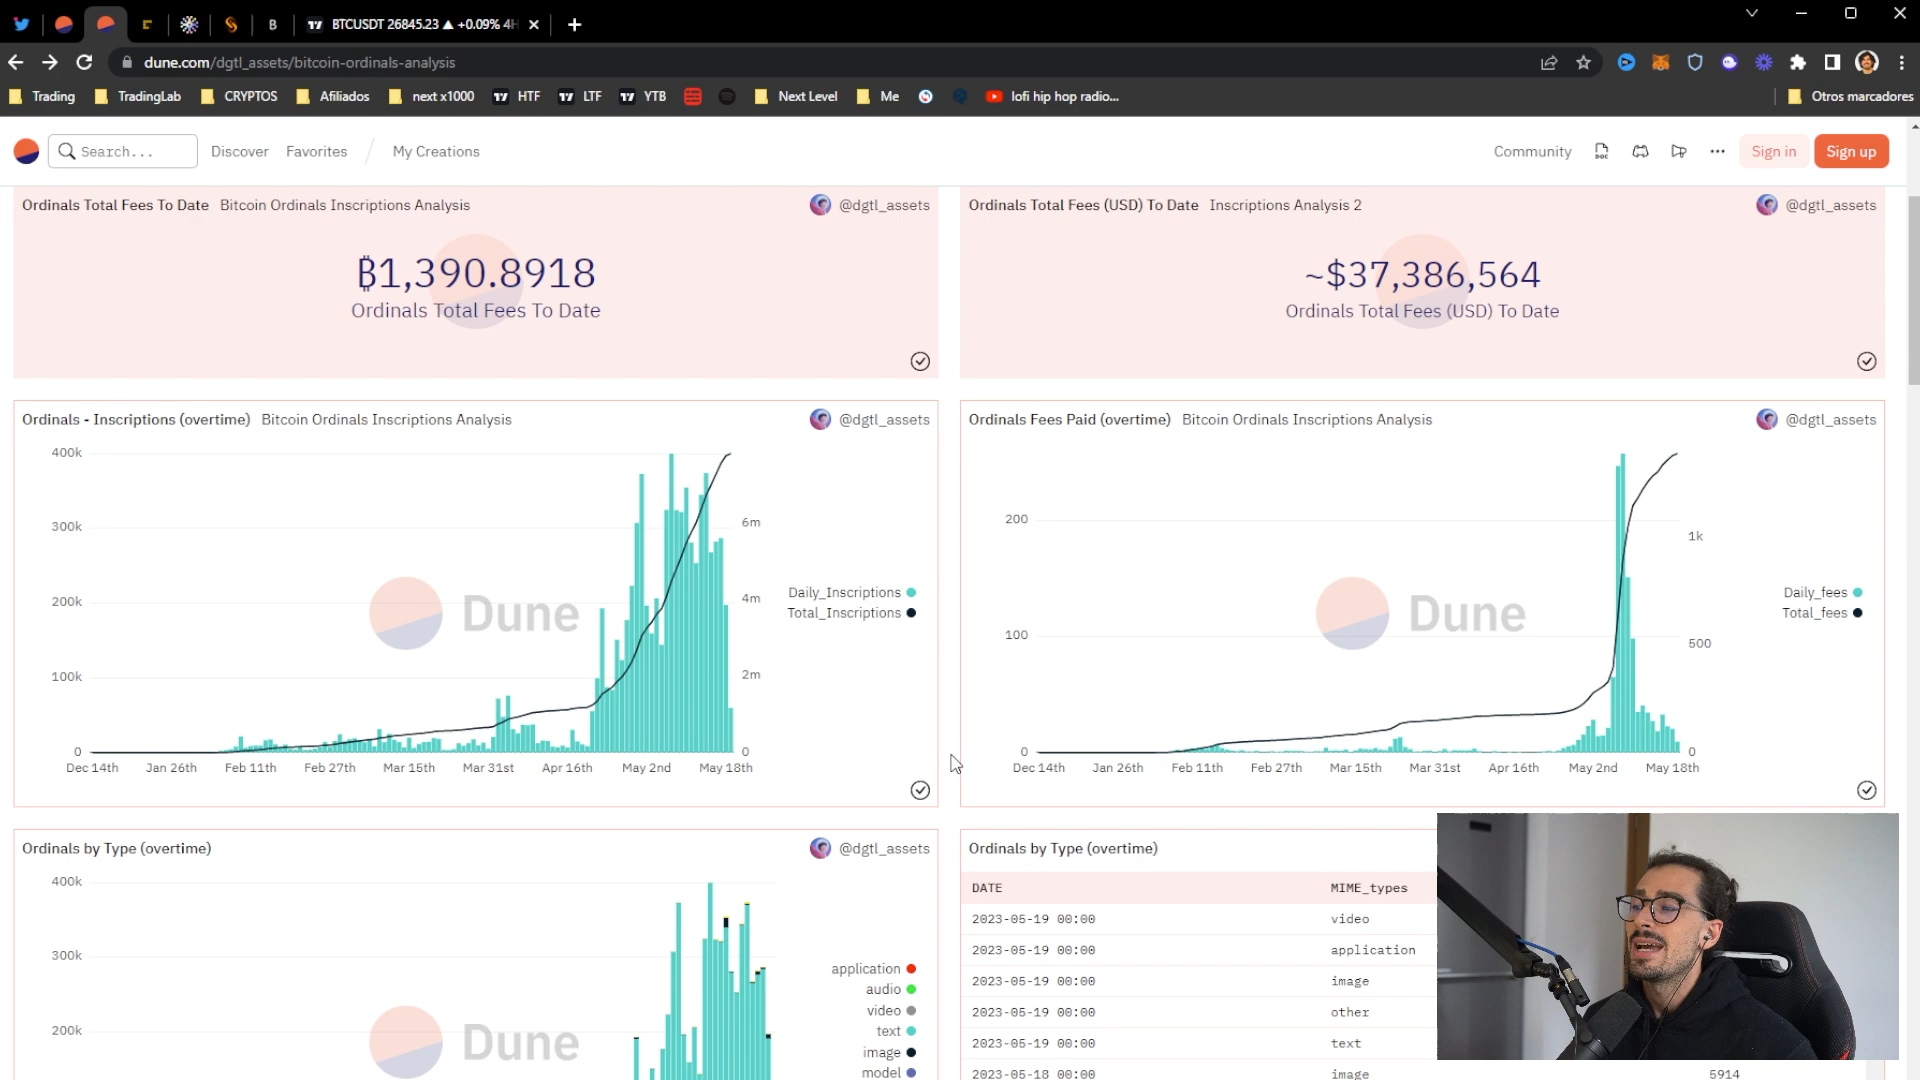 BTCUSDT 26845.23 ▲ +0.09% 4H
dune.com/dgtl_assets/bitcoin-ordinals-analysis
Trading TradingLab CRYPTOS Afiliados next x1000 HTF LTF YTB Next Level Me lofi hip hop radio... Otros marcadores
Search... Discover Favorites My Creations Community Sign in Sign up
Ordinals Total Fees To Date Bitcoin Ordinals Inscriptions Analysis @dgtl_assets
₿1,390.8918
Ordinals Total Fees To Date
Ordinals Total Fees (USD) To Date Inscriptions Analysis 2 @dgtl_assets
~$37,386,564
Ordinals Total Fees (USD) To Date
Ordinals - Inscriptions (overtime) Bitcoin Ordinals Inscriptions Analysis @dgtl_assets
400k
300k
6m
200k
4m
Daily_Inscriptions
Total_Inscriptions
Dune
100k
2m
0 0
Dec 14th Jan 26th Feb 11th Feb 27th Mar 15th Mar 31st Apr 16th May 2nd May 18th
Ordinals Fees Paid (overtime) Bitcoin Ordinals Inscriptions Analysis @dgtl_assets
200
1k
Daily_fees
Total_fees
Dune
100
500
0 0
Dec 14th Jan 26th Feb 11th Feb 27th Mar 15th Mar 31st Apr 16th May 2nd May 18th
Ordinals by Type (overtime) @dgtl_assets
400k
300k
200k
Dune
application
audio
video
text
image
model
Ordinals by Type (overtime)
DATE MIME_types
2023-05-19 00:00 video
2023-05-19 00:00 application
2023-05-19 00:00 image
2023-05-19 00:00 other
2023-05-19 00:00 text
2023-05-18 00:00 image 5914